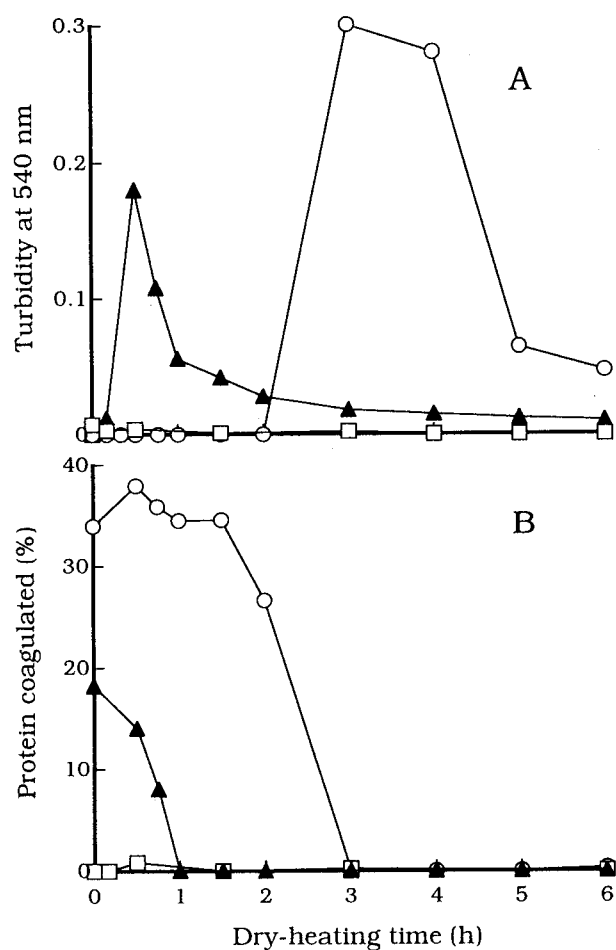 0.3
A
0.2
Turbidity at 540 nm
0.1
0
40
B
30
Protein coagulated (%)
20
10
0
0 1 2 3 4 5 6
Dry-heating time (h)